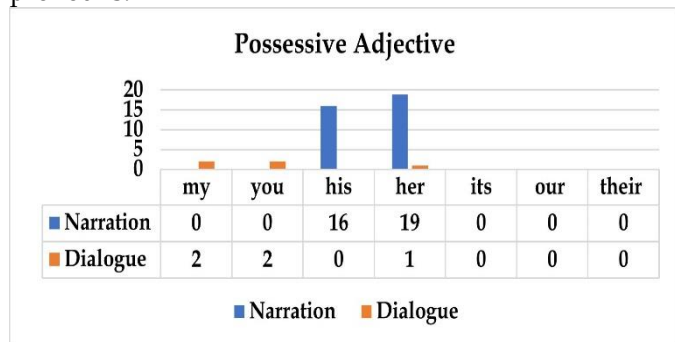 Possessive Adjective
20
15
10
5
0
my you his her its our their
Narration 0 0 16 19 0 0 0
Dialogue 2 2 0 1 0 0 0
Narration Dialogue